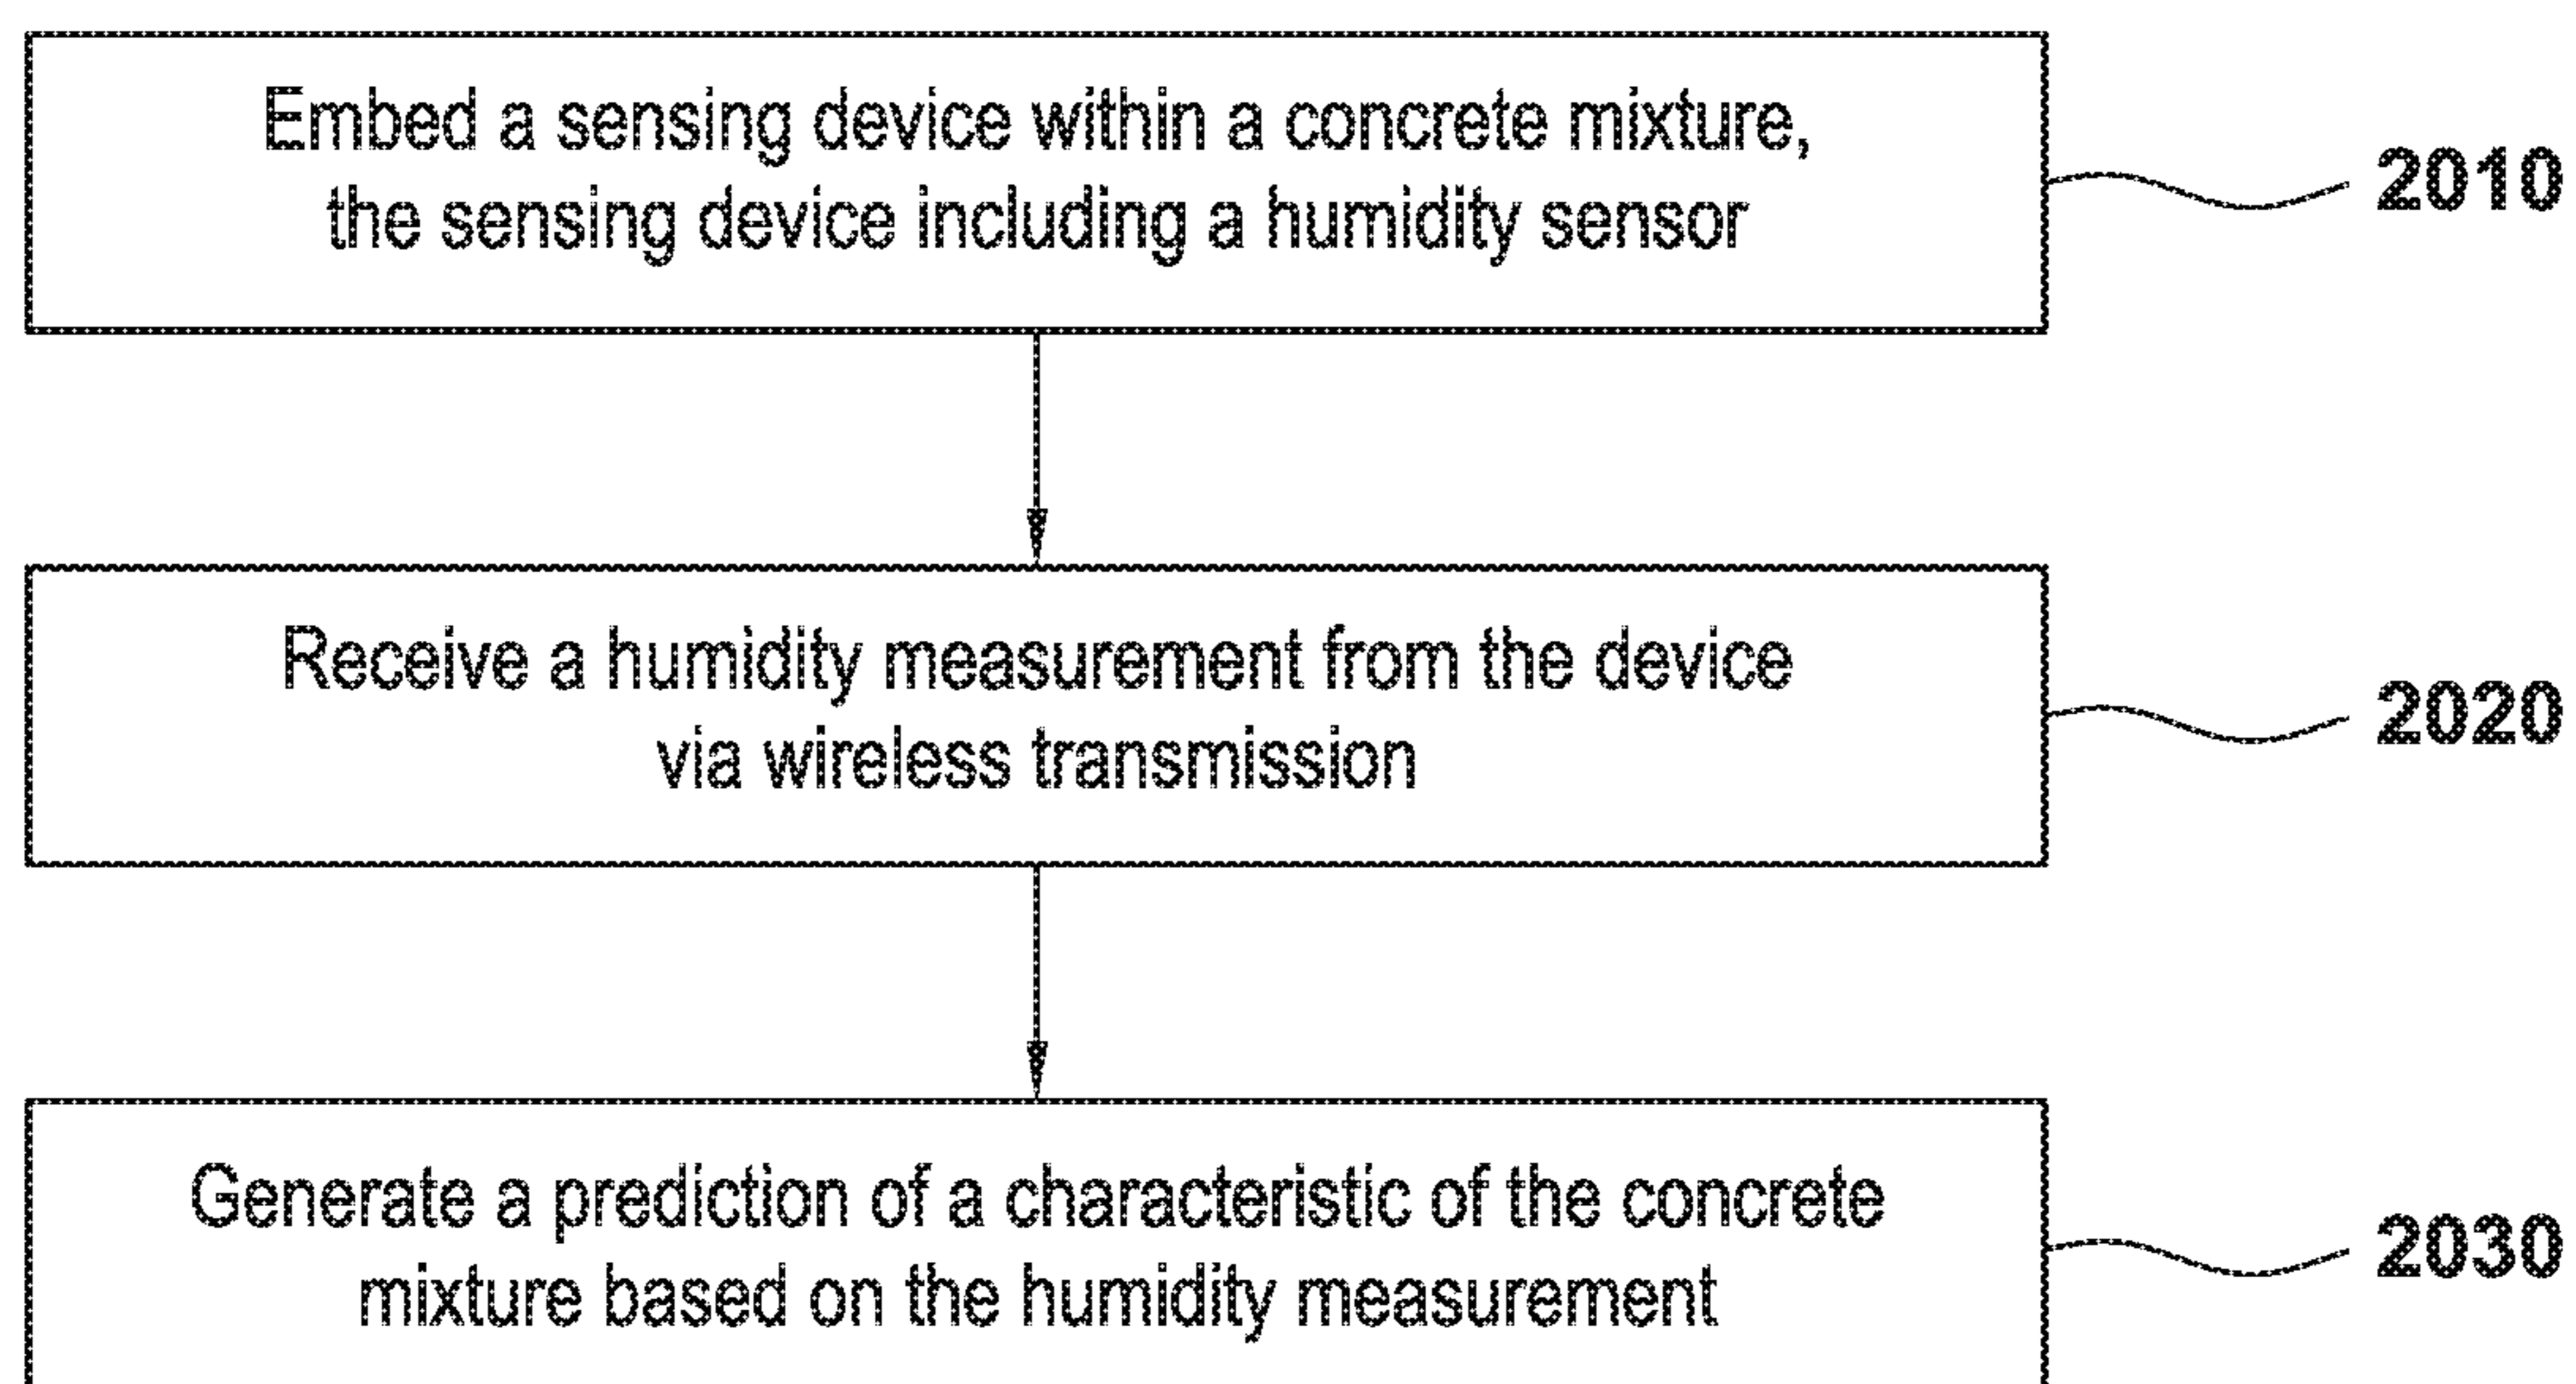 Embed a sensing device within a concrete mixture,
the sensing device including a humidity sensor
2010
Receive a humidity measurement from the device
via wireless transmission
2020
Generate a prediction of a characteristic of the concrete
mixture based on the humidity measurement
2030